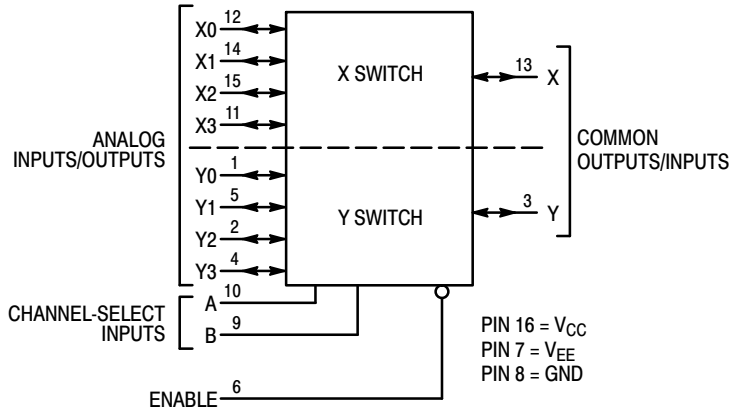 X0 12
X1 14
X2 15
X3 11
ANALOG
INPUTS/OUTPUTS
Y0 1
Y1 5
Y2 2
Y3 4
X SWITCH
Y SWITCH
13 X
3 Y
COMMON
OUTPUTS/INPUTS
CHANNEL-SELECT
INPUTS
A 10
B 9
ENABLE 6
PIN 16 = VCC
PIN 7 = VEE
PIN 8 = GND